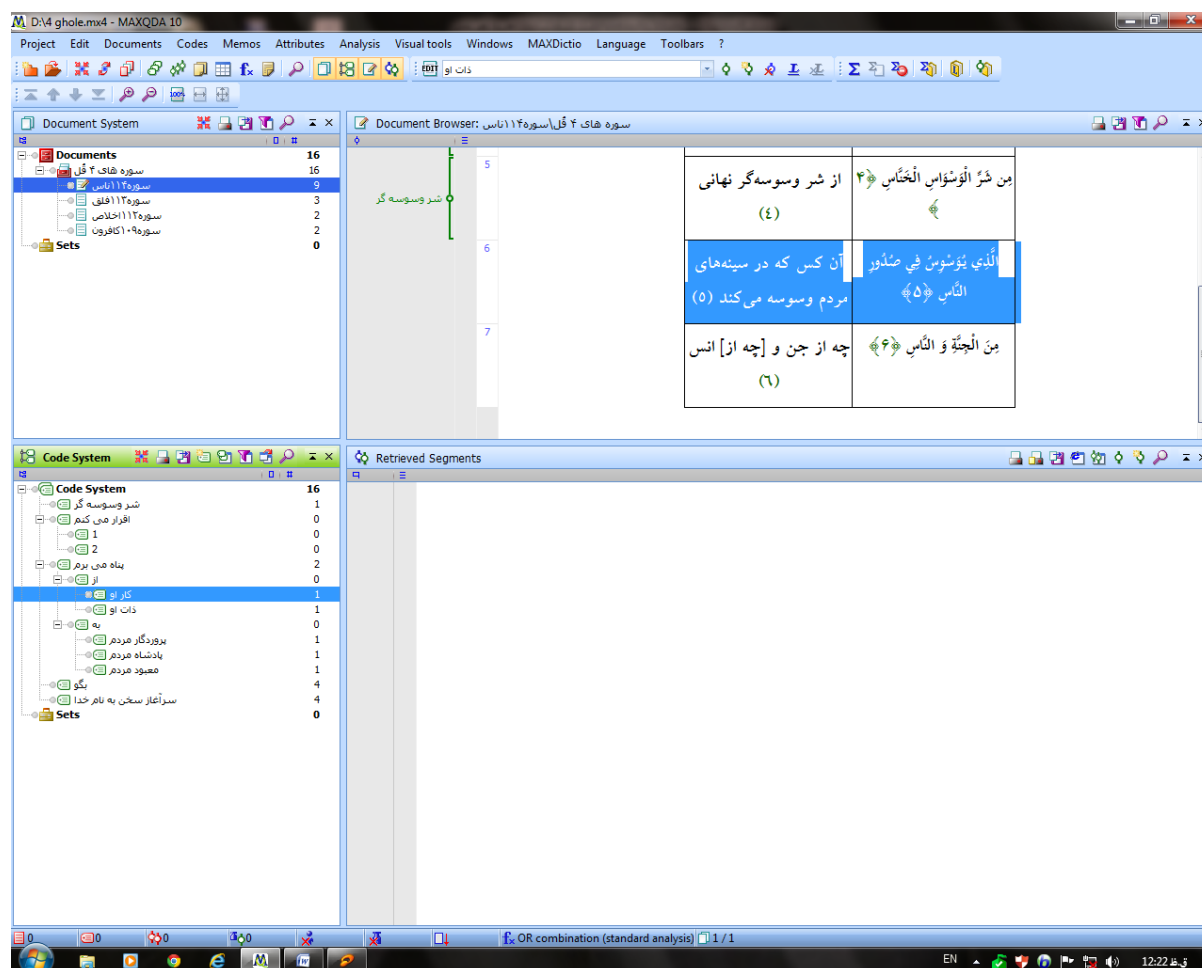 D:\4 ghole.mx4 - MAXQDA 10
Project Edit Documents Codes Memos Attributes Analysis Visual tools Windows MAXDictio Language Toolbars ?
EDIT ذات او
100%
Document System
Documents 16
سوره های ۴ قُل 16
سوره۱۱۴ناس 9
سوره۱۱۳فلق 3
سوره۱۱۲اخلاص 2
سوره۱۰۹کافرون 2
Sets 0
Document Browser: سوره های ۴ قُل\سوره۱۱۴ناس
5
شر وسوسه گر
مِن شَرِّ الْوَسْوَاسِ الْخَنَّاسِ ﴿۴
﴾
از شر وسوسه‌گر نهانی
(٤)
6
الَّذِي يُوَسْوِسُ فِي صُدُورِ
النَّاسِ ﴿۵﴾
آن کس که در سینه‌های
مردم وسوسه می‌کند (٥)
7
مِنَ الْجِنَّةِ وَ النَّاسِ ﴿۶﴾
چه از جن و [چه از] انس
(٦)
Code System
Code System 16
شر وسوسه گر 1
اقرار می کنم 0
1 0
2 0
پناه می برم 2
از 0
کار او 1
ذات او 1
به 0
پروردگار مردم 1
پادشاه مردم 1
معبود مردم 1
بگو 4
سرآغاز سخن به نام خدا 4
Sets 0
Retrieved Segments
0 0 0 0 OR combination (standard analysis) 1 / 1
EN 12:22 ق.ظ